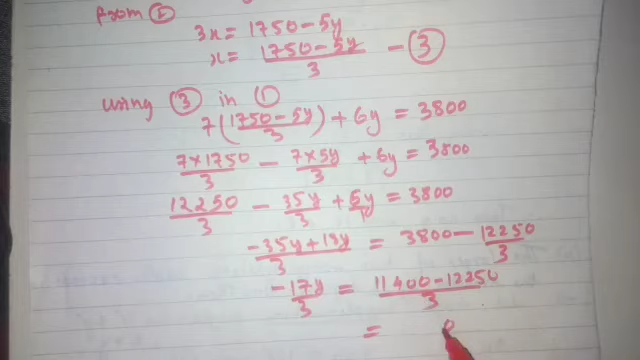 from ②
3x = 1750 - 5y
x = (1750 - 5y)/3 - ③
using ③ in ①
7((1750 - 5y)/3) + 6y = 3800
(7×1750)/3 - (7×5y)/3 + 6y = 3800
12250/3 - 35y/3 + 6y/1 = 3800
(-35y + 18y)/3 = 3800 - 12250/3
-17y/3 = (11400 - 12250)/3
=